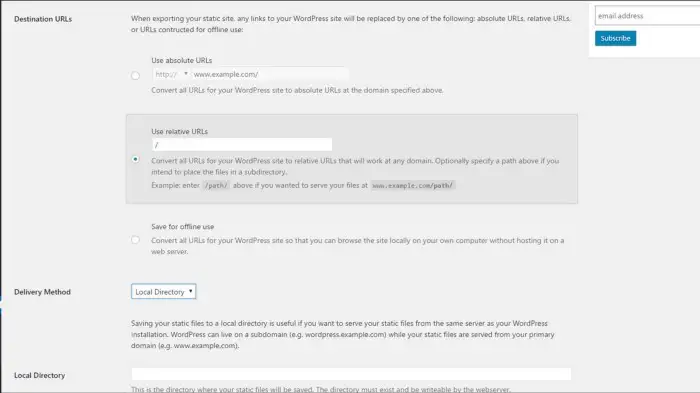 Destination URLs
When exporting your static site, any links to your WordPress site will be replaced by one of the following: absolute URLs, relative URLs,
or URLs contructed for offline use:
Use absolute URLs
http:// www.example.com/
Convert all URLs for your WordPress site to absolute URLs at the domain specified above.
Use relative URLs
/
Convert all URLs for your WordPress site to relative URLs that will work at any domain. Optionally specify a path above if you
intend to place the files in a subdirectory.
Example: enter /path/ above if you wanted to serve your files at www.example.com/path/
Save for offline use
Convert all URLs for your WordPress site so that you can browse the site locally on your own computer without hosting it on a
web server.
Delivery Method
Local Directory
Saving your static files to a local directory is useful if you want to serve your static files from the same server as your WordPress
installation. WordPress can live on a subdomain (e.g. wordpress.example.com) while your static files are served from your primary
domain (e.g. www.example.com).
Local Directory
This is the directory where your static files will be saved. The directory must exist and be writeable by the webserver.
email address
Subscribe